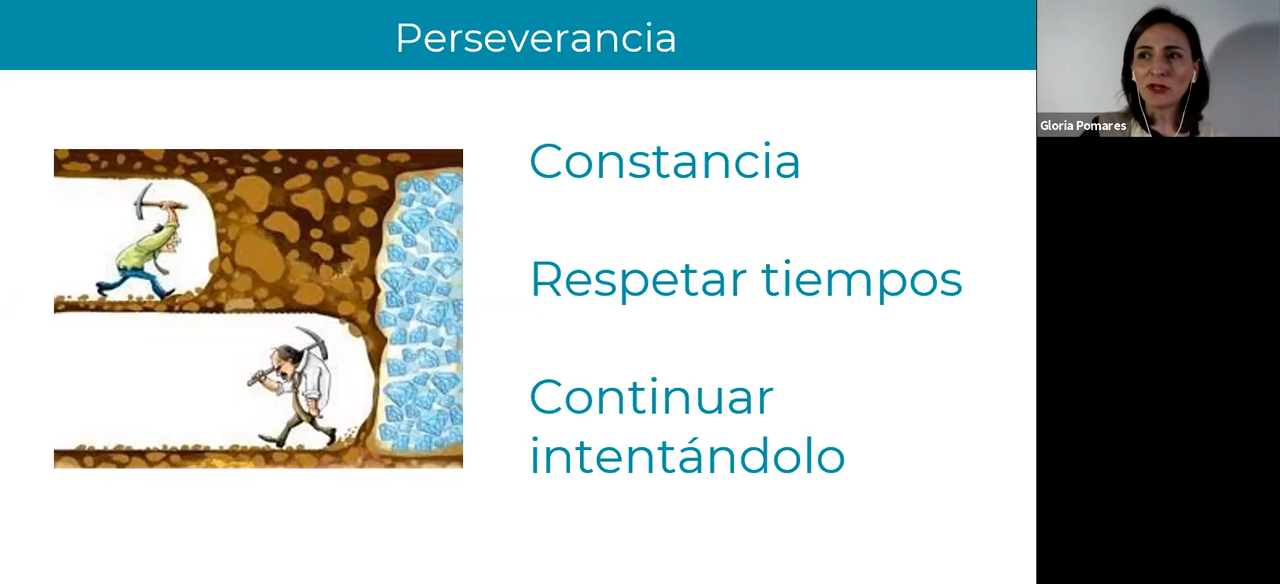 Perseverancia
Gloria Pomares
Constancia
Respetar tiempos
Continuar
intentándolo